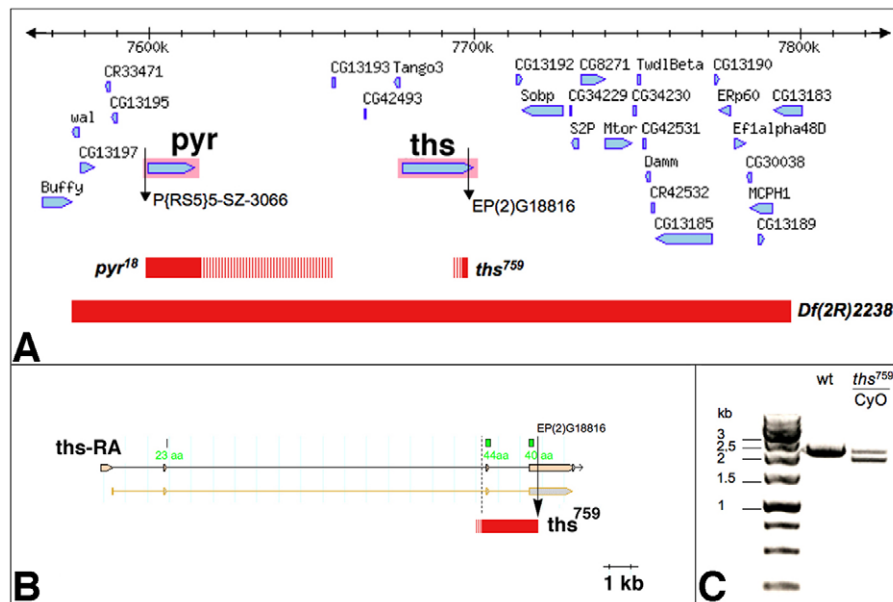 7600k 7700k 7800k
CR33471 CG13193 Tango3 CG13192 CG8271 TwdlBeta CG13190
CG13195 CG42493 Sobp CG34229 CG34230 ERp60 CG13183
wal pyr ths S2P Mtor CG42531 Ef1alpha48D
CG13197 Damm CG30038
Buffy P{RS5}5-SZ-3066 EP(2)G18816 CR42532 MCPH1
CG13185 CG13189
pyr18 ths759
Df(2R)2238
A
wt ths759
CyO
EP(2)G18816
ths-RA
23 aa 44aa 40 aa
ths759
1 kb
B
kb
3
2.5
2
1.5
1
C